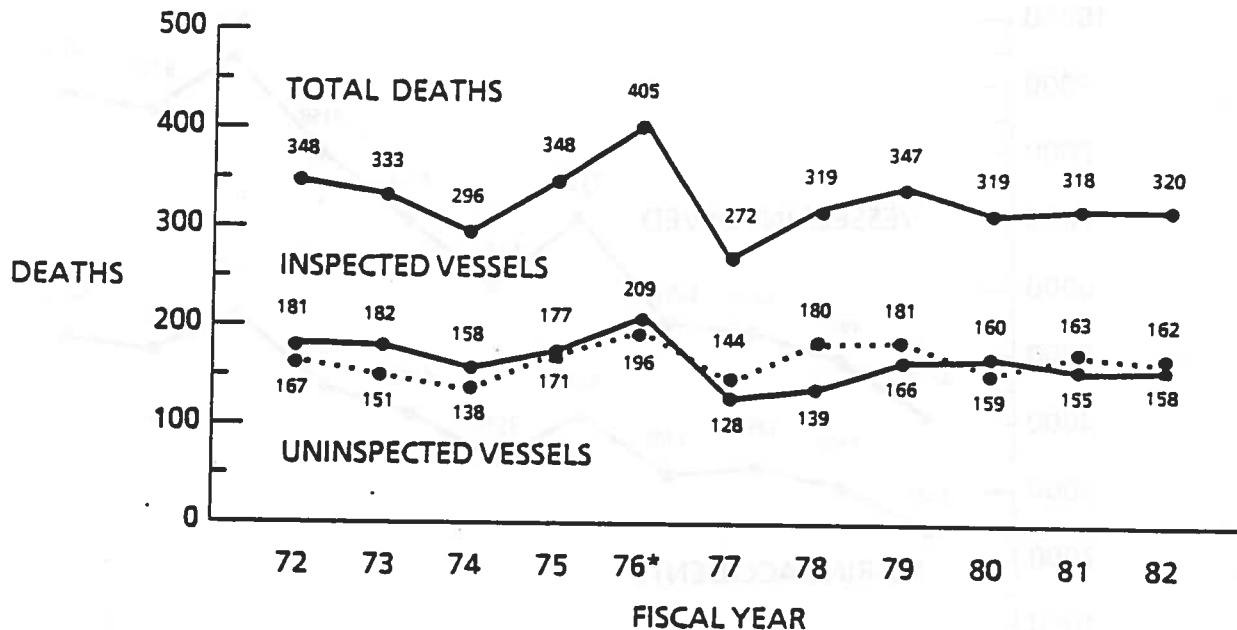 500
TOTAL DEATHS
405
400
348 333 296 348 319 347 319 318 320
300
272
DEATHS
INSPECTED VESSELS
181 182 158 177 209 144 180 181 160 163 162
200
167 151 138 171 196 128 139 166 159 155 158
100
UNINSPECTED VESSELS
0
72 73 74 75 76* 77 78 79 80 81 82
FISCAL YEAR